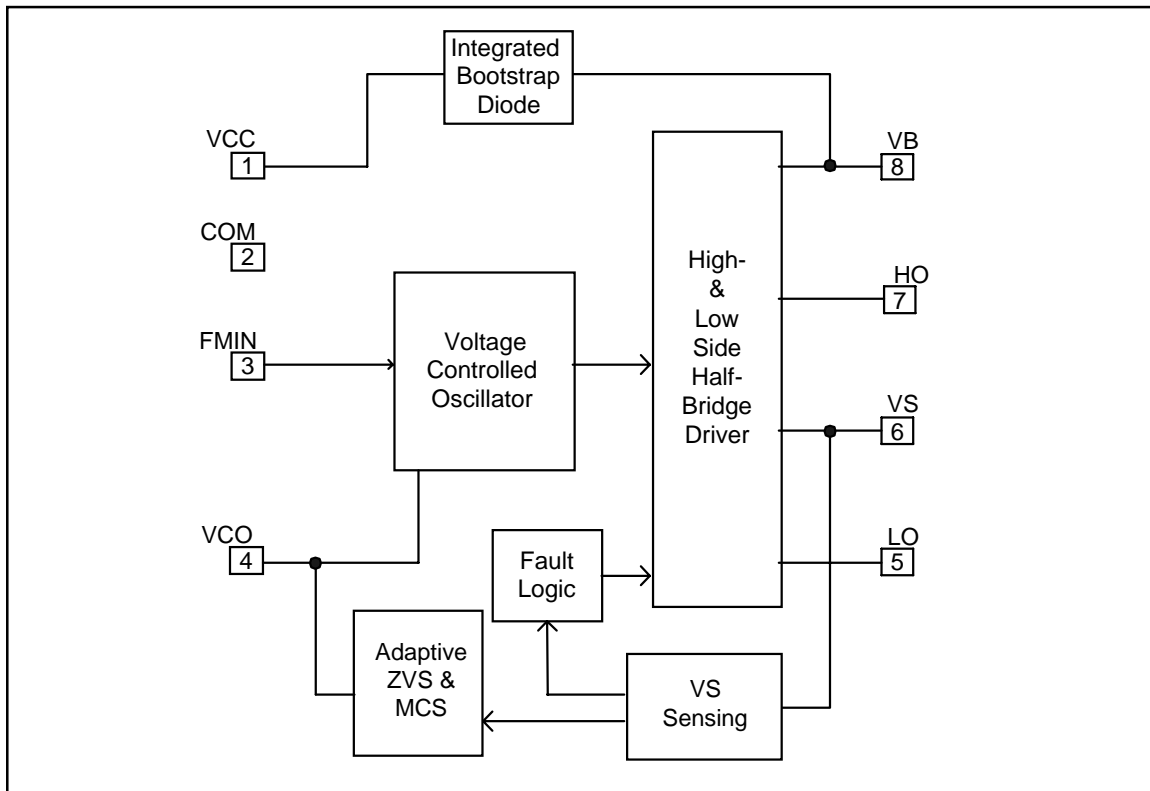 Integrated
Bootstrap
Diode
VCC
1
VB
8
COM
2
High-
&
Low
Side
Half-
Bridge
Driver
HO
7
FMIN
3
Voltage
Controlled
Oscillator
VS
6
VCO
4
Fault
Logic
LO
5
Adaptive
ZVS &
MCS
VS
Sensing